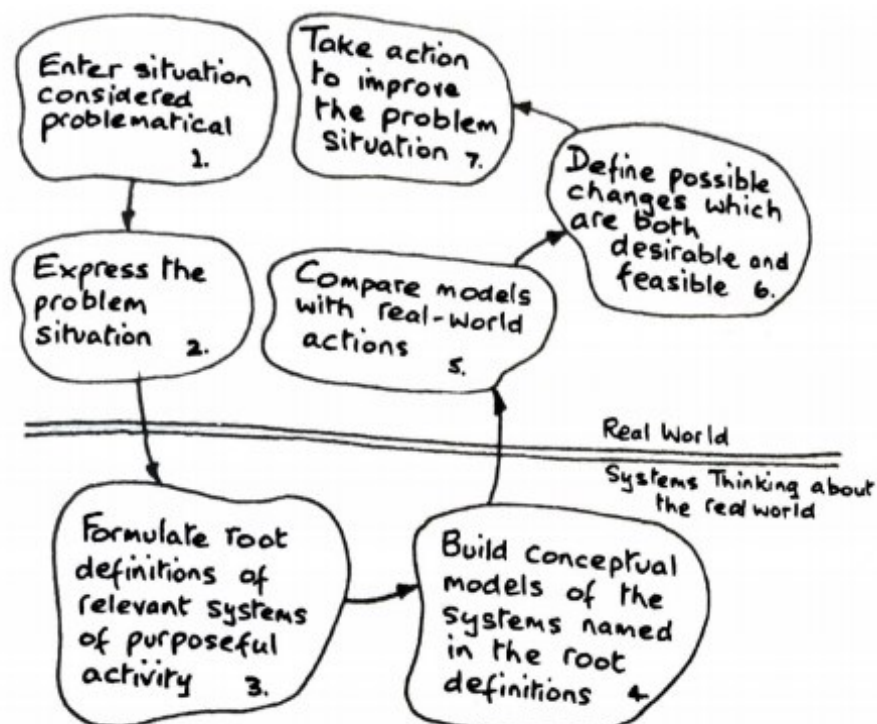 Enter situation
considered
problematical
1.
Express the
problem
situation 2.
Formulate root
definitions of
relevant systems
of purposeful
activity 3.
Build conceptual
models of the
systems named
in the root
definitions 4
Compare models
with real-world
actions
5.
Define possible
changes which
are both
desirable and
feasible 6.
Take action
to improve
the problem
situation 7.
Real World
Systems Thinking about
the real world